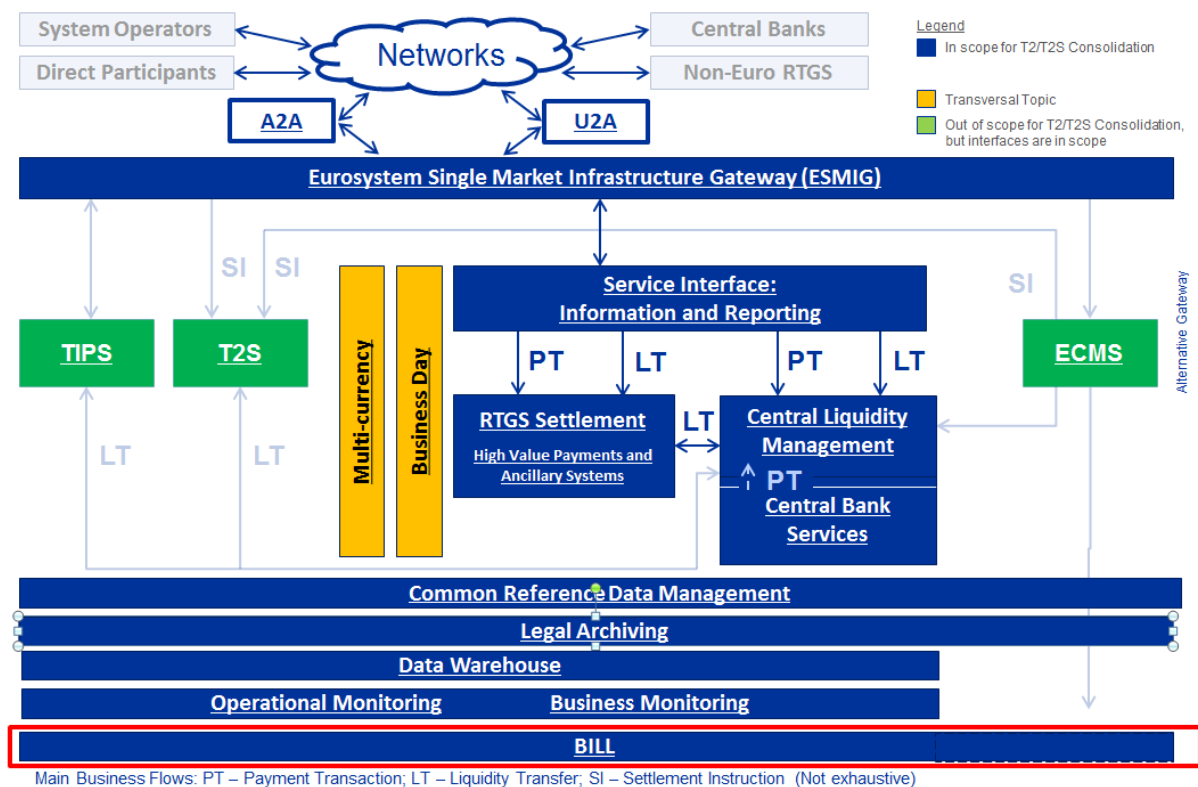 System Operators
Direct Participants
Networks
Central Banks
Non-Euro RTGS
Legend
In scope for T2/T2S Consolidation
Transversal Topic
Out of scope for T2/T2S Consolidation,
but interfaces are in scope
A2A
U2A
Eurosystem Single Market Infrastructure Gateway (ESMIG)
SI
SI
SI
Alternative Gateway
Service Interface:
Information and Reporting
TIPS
T2S
ECMS
Multi-currency
Business Day
PT
LT
PT
LT
RTGS Settlement
High Value Payments and
Ancillary Systems
LT
Central Liquidity
Management
PT
Central Bank
Services
LT
LT
Common Reference Data Management
Legal Archiving
Data Warehouse
Operational Monitoring
Business Monitoring
BILL
Main Business Flows: PT – Payment Transaction; LT – Liquidity Transfer; SI – Settlement Instruction (Not exhaustive)